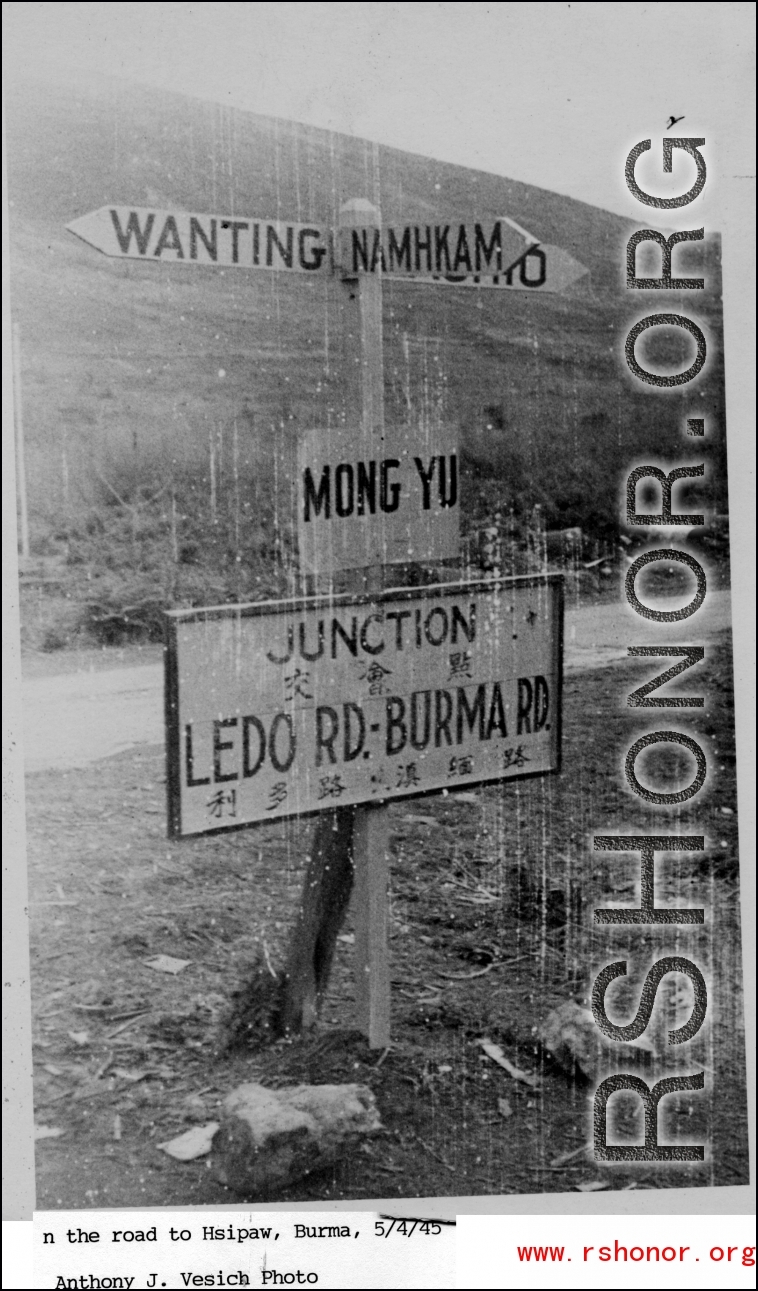 WANTING
NAMHKAM
MONG YU
JUNCTION
交 會 點
LEDO RD.-BURMA RD.
利 多 路 滇 緬 路
n the road to Hsipaw, Burma, 5/4/45
Anthony J. Vesich Photo
RSHONOR.ORG
www.rshonor.org